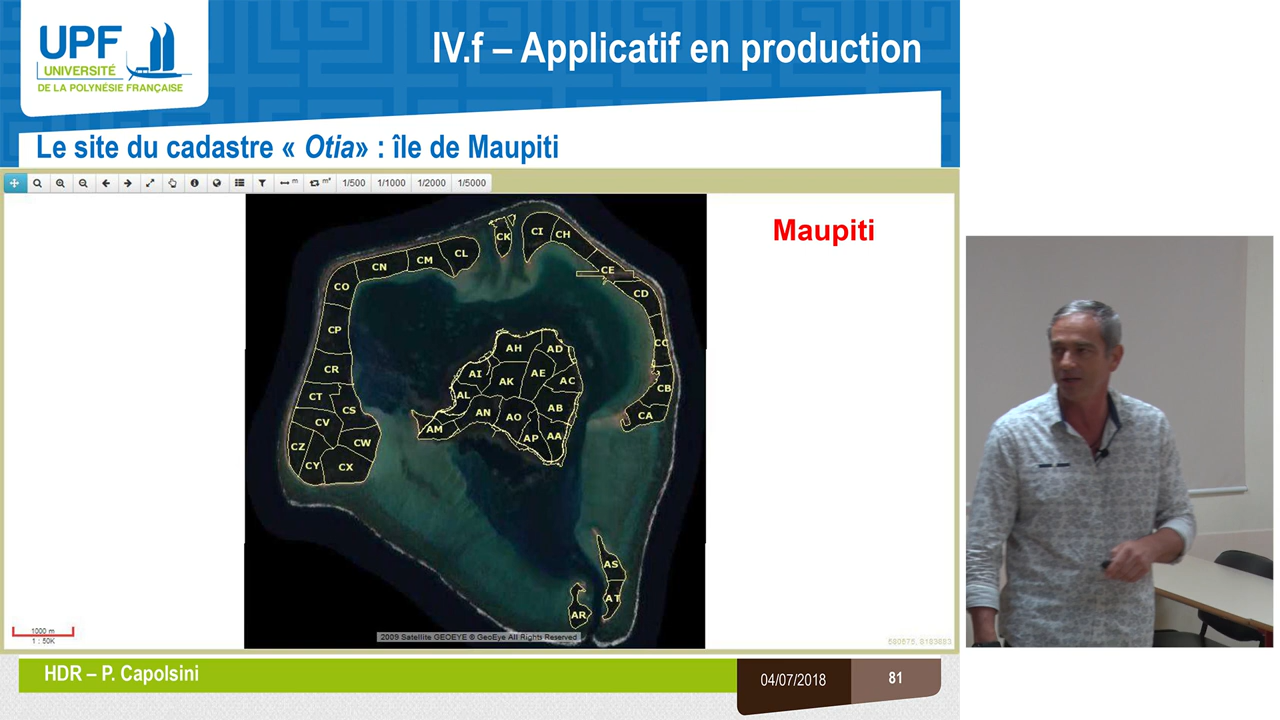 UPF
UNIVERSITÉ
DE LA POLYNÉSIE FRANÇAISE
IV.f – Applicatif en production
Le site du cadastre « Otia» : île de Maupiti
m
m²
1/500
1/1000
1/2000
1/5000
Maupiti
CK
CI
CH
CL
CM
CN
CE
CO
CD
CP
CC
AH
AD
CR
AI
AE
AK
AC
CB
CT
AL
CS
AB
AN
AO
CA
CV
AM
AP
AA
CZ
CW
CY
CX
AS
AT
AR
1000 m
1 : 50K
2009 Satellite GEOEYE © GeoEye All Rights Reserved
HDR – P. Capolsini
04/07/2018
81